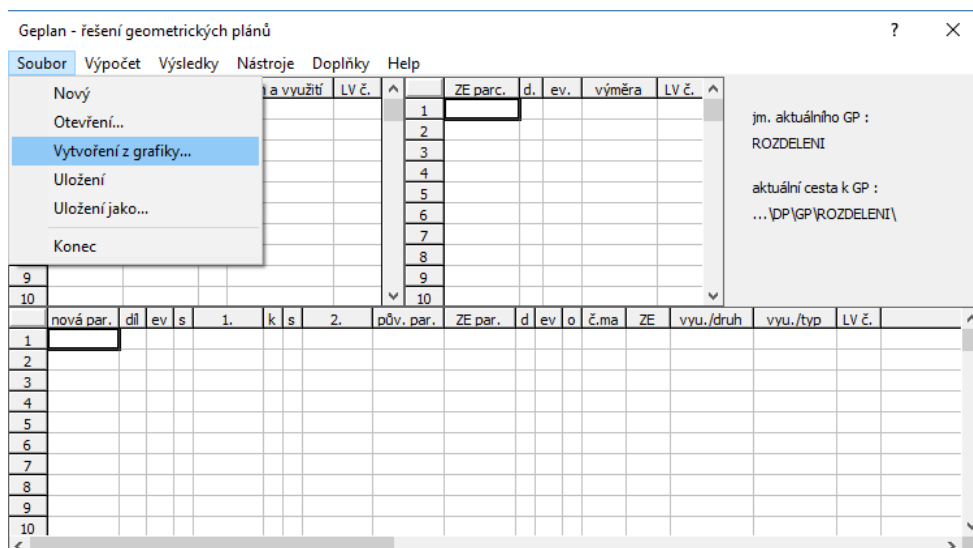 Geplan - řešení geometrických plánů ?
Soubor Výpočet Výsledky Nástroje Doplňky Help
Nový
Otevření...
Vytvoření z grafiky...
Uložení
Uložení jako...
Konec
a využití LV č.
9
10
ZE parc. d. ev. výměra LV č.
1
2
3
4
5
6
7
8
9
10
jm. aktuálního GP :
ROZDELENI
aktuální cesta k GP :
...\DP\GP\ROZDELENI\
nová par. díl ev s 1. k s 2. pův. par. ZE par. d ev o č.ma ZE vyu./druh vyu./typ LV č.
1
2
3
4
5
6
7
8
9
10